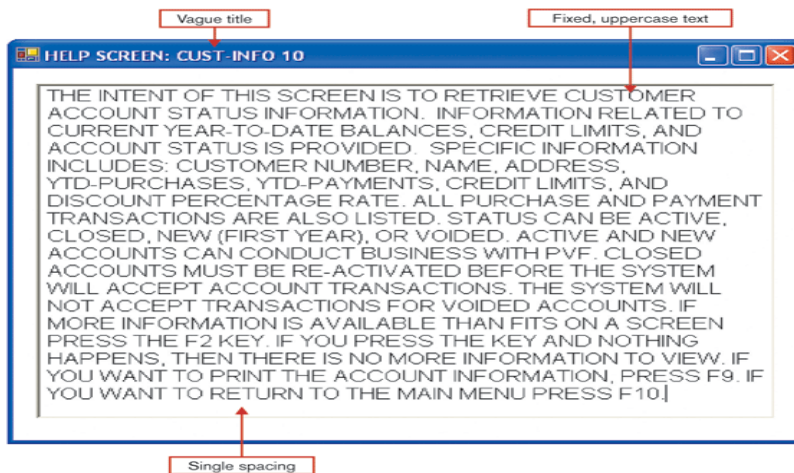 Vague title
Fixed, uppercase text
HELP SCREEN: CUST-INFO 10
THE INTENT OF THIS SCREEN IS TO RETRIEVE CUSTOMER
ACCOUNT STATUS INFORMATION.  INFORMATION RELATED TO
CURRENT YEAR-TO-DATE BALANCES, CREDIT LIMITS, AND
ACCOUNT STATUS IS PROVIDED.  SPECIFIC INFORMATION
INCLUDES: CUSTOMER NUMBER, NAME, ADDRESS,
YTD-PURCHASES, YTD-PAYMENTS, CREDIT LIMITS, AND
DISCOUNT PERCENTAGE RATE. ALL PURCHASE AND PAYMENT
TRANSACTIONS ARE ALSO LISTED. STATUS CAN BE ACTIVE,
CLOSED, NEW (FIRST YEAR), OR VOIDED. ACTIVE AND NEW
ACCOUNTS CAN CONDUCT BUSINESS WITH PVF. CLOSED
ACCOUNTS MUST BE RE-ACTIVATED BEFORE THE SYSTEM
WILL ACCEPT ACCOUNT TRANSACTIONS. THE SYSTEM WILL
NOT ACCEPT TRANSACTIONS FOR VOIDED ACCOUNTS. IF
MORE INFORMATION IS AVAILABLE THAN FITS ON A SCREEN
PRESS THE F2 KEY. IF YOU PRESS THE KEY AND NOTHING
HAPPENS, THEN THERE IS NO MORE INFORMATION TO VIEW. IF
YOU WANT TO PRINT THE ACCOUNT INFORMATION, PRESS F9. IF
YOU WANT TO RETURN TO THE MAIN MENU PRESS F10.
Single spacing